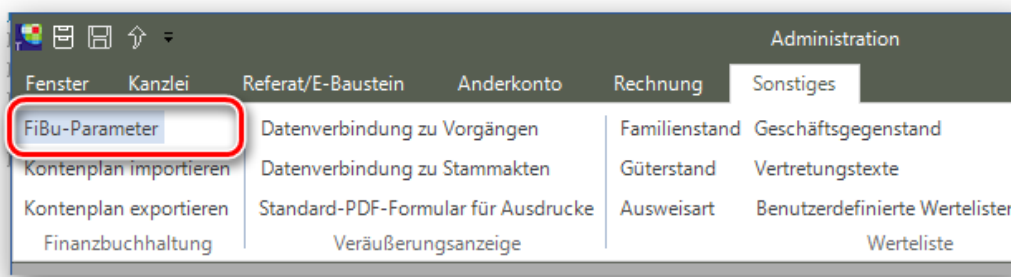 Administration
Fenster Kanzlei Referat/E-Baustein Anderkonto Rechnung Sonstiges
FiBu-Parameter Datenverbindung zu Vorgängen Familienstand Geschäftsgegenstand
Kontenplan importieren Datenverbindung zu Stammakten Güterstand Vertretungstexte
Kontenplan exportieren Standard-PDF-Formular für Ausdrucke Ausweisart Benutzerdefinierte Wertelisten
Finanzbuchhaltung Veräußerungsanzeige Werteliste